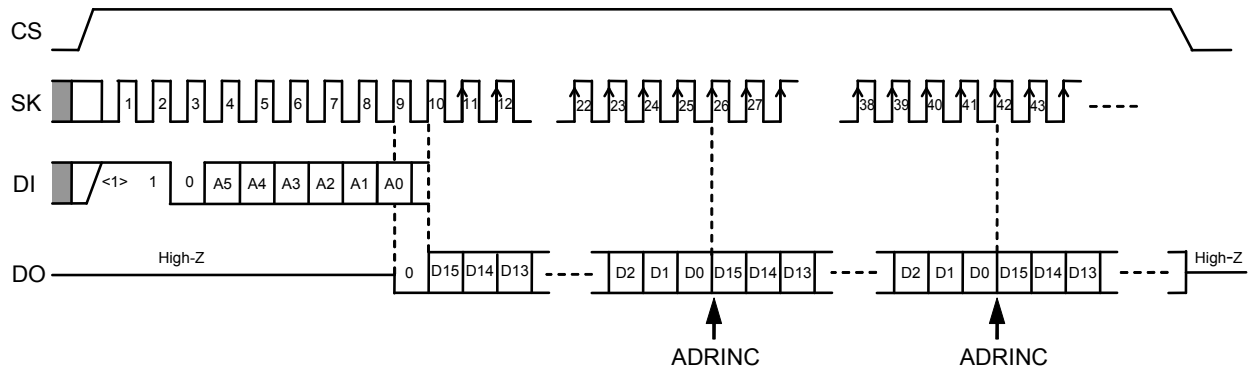 CS
SK 1 2 3 4 5 6 7 8 9 10 11 12 22 23 24 25 26 27 38 39 40 41 42 43
DI <1> 1 0 A5 A4 A3 A2 A1 A0
DO High-Z 0 D15 D14 D13 D2 D1 D0 D15 D14 D13 D2 D1 D0 D15 D14 D13 High-Z
ADRINC ADRINC